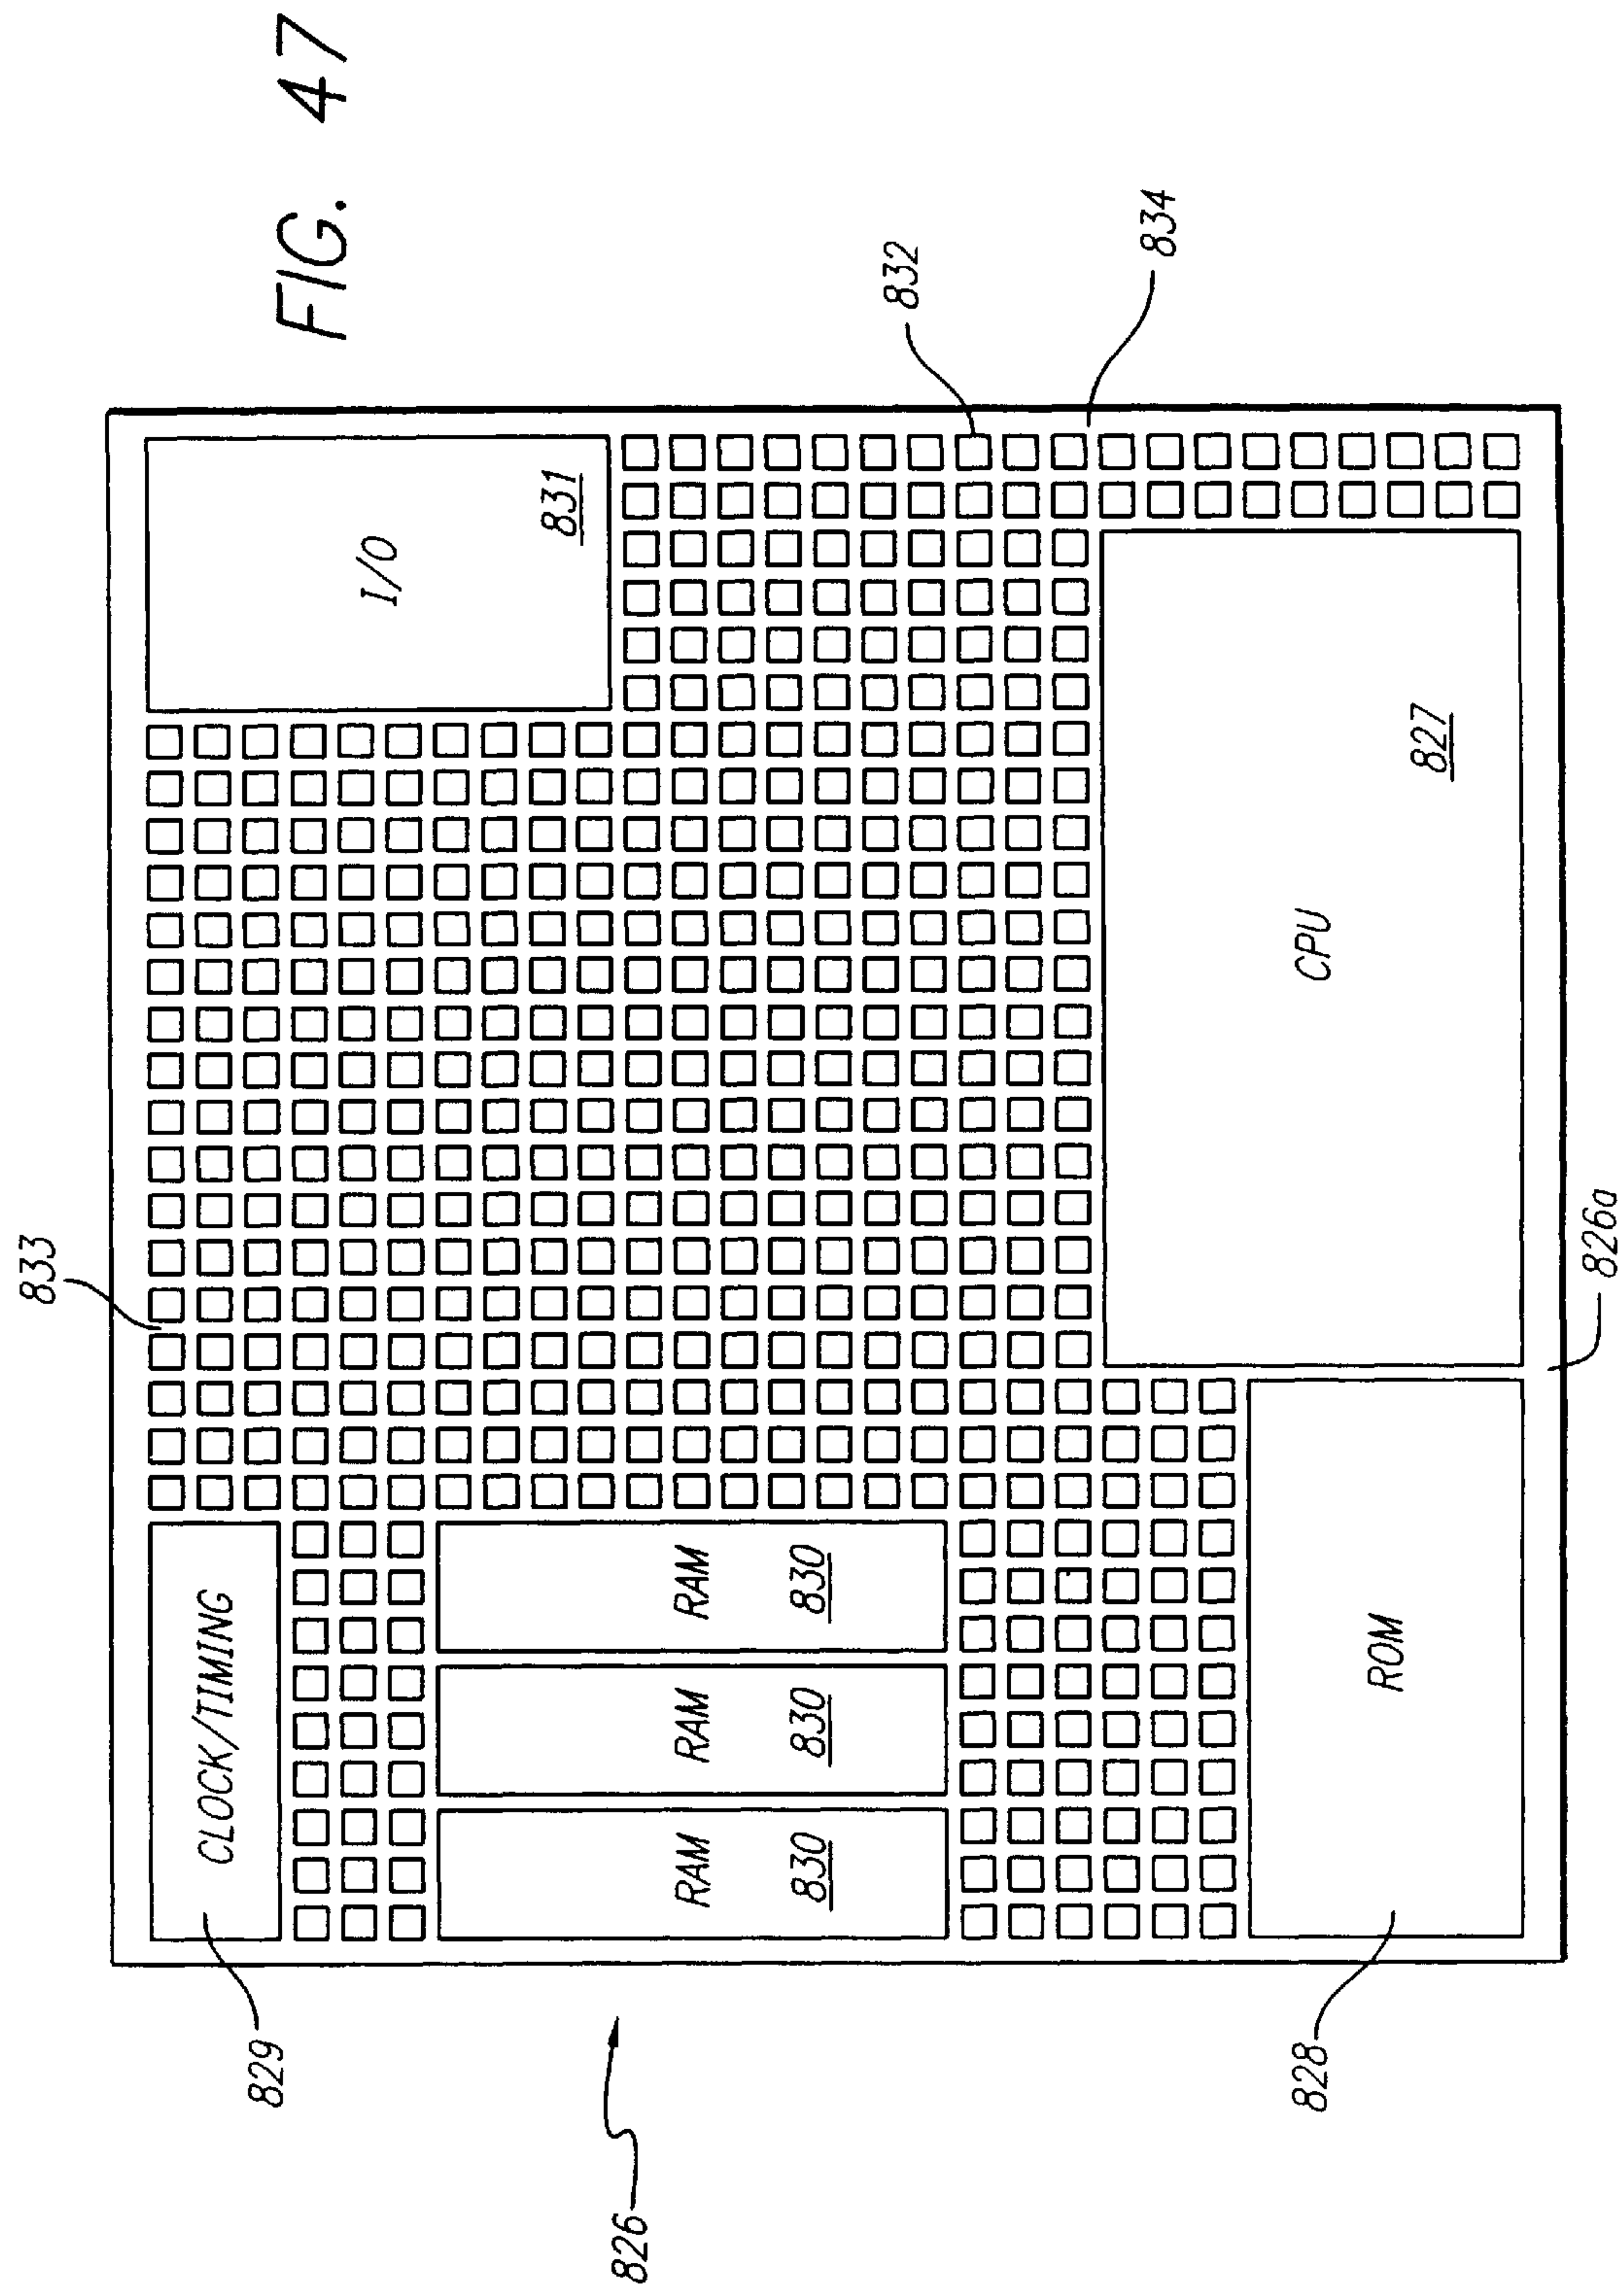 FIG. 47
833
832
834
I/O
831
CLOCK/TIMING
829
RAM
830
RAM
830
RAM
830
CPU
827
ROM
828
826
826a